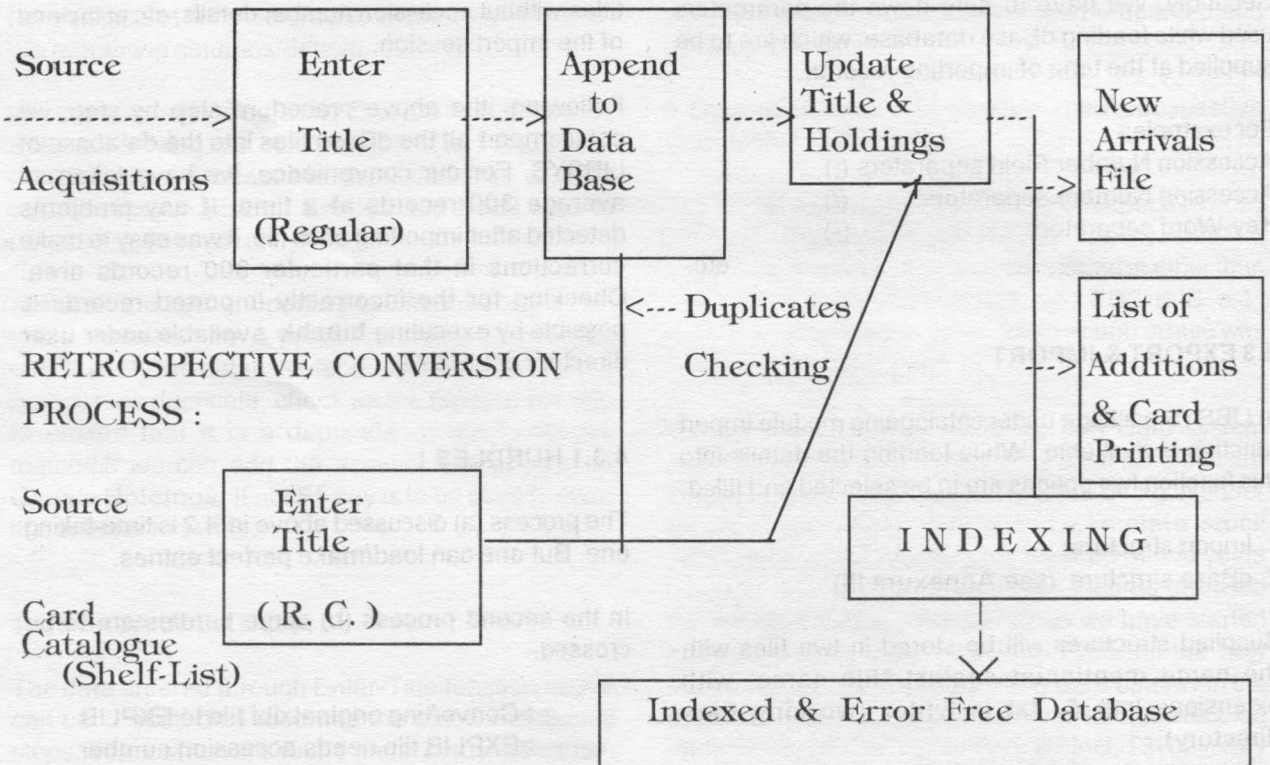 Source
Acquisitions
Enter
Title
(Regular)
--->
Append
to
Data
Base
---->
Update
Title &
Holdings
--->
New
Arrivals
File
<--- Duplicates
Checking
--->
List of
Additions
& Card
Printing
RETROSPECTIVE CONVERSION
PROCESS :
Source
Card
Catalogue
(Shelf-List)
Enter
Title
( R. C. )
I N D E X I N G
Indexed & Error Free Database